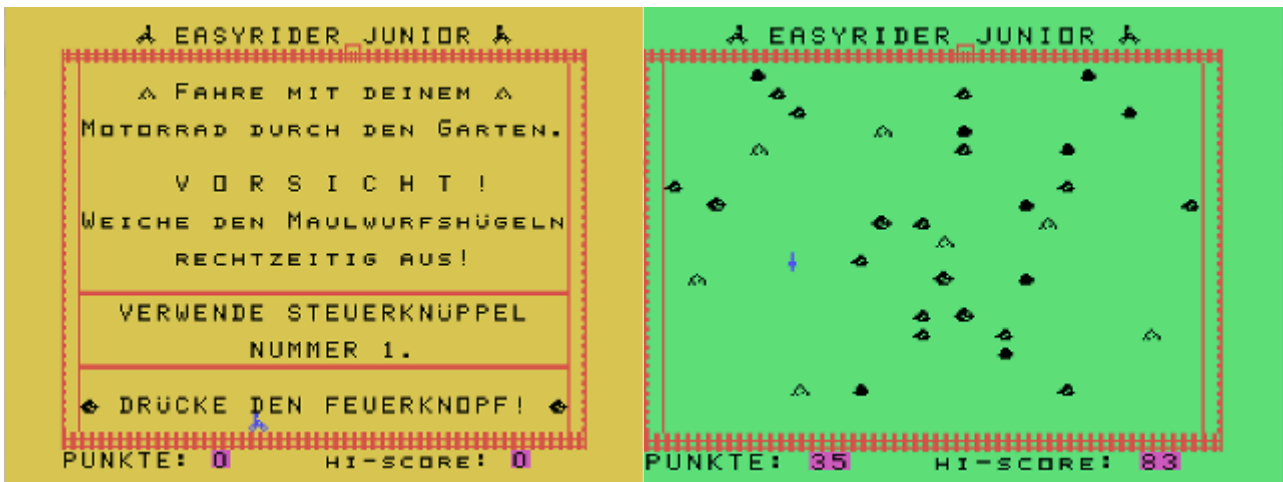 EASYRIDER JUNIOR
FAHRE MIT DEINEM
MOTORRAD DURCH DEN GARTEN.
V O R S I C H T !
WEICHE DEN MAULWURFSHÜGELN
RECHTZEITIG AUS!
VERWENDE STEUERKNÜPPEL
NUMMER 1.
DRÜCKE DEN FEUERKNOPF!
PUNKTE: 0 HI-SCORE: 0
EASYRIDER JUNIOR
PUNKTE: 35 HI-SCORE: 83